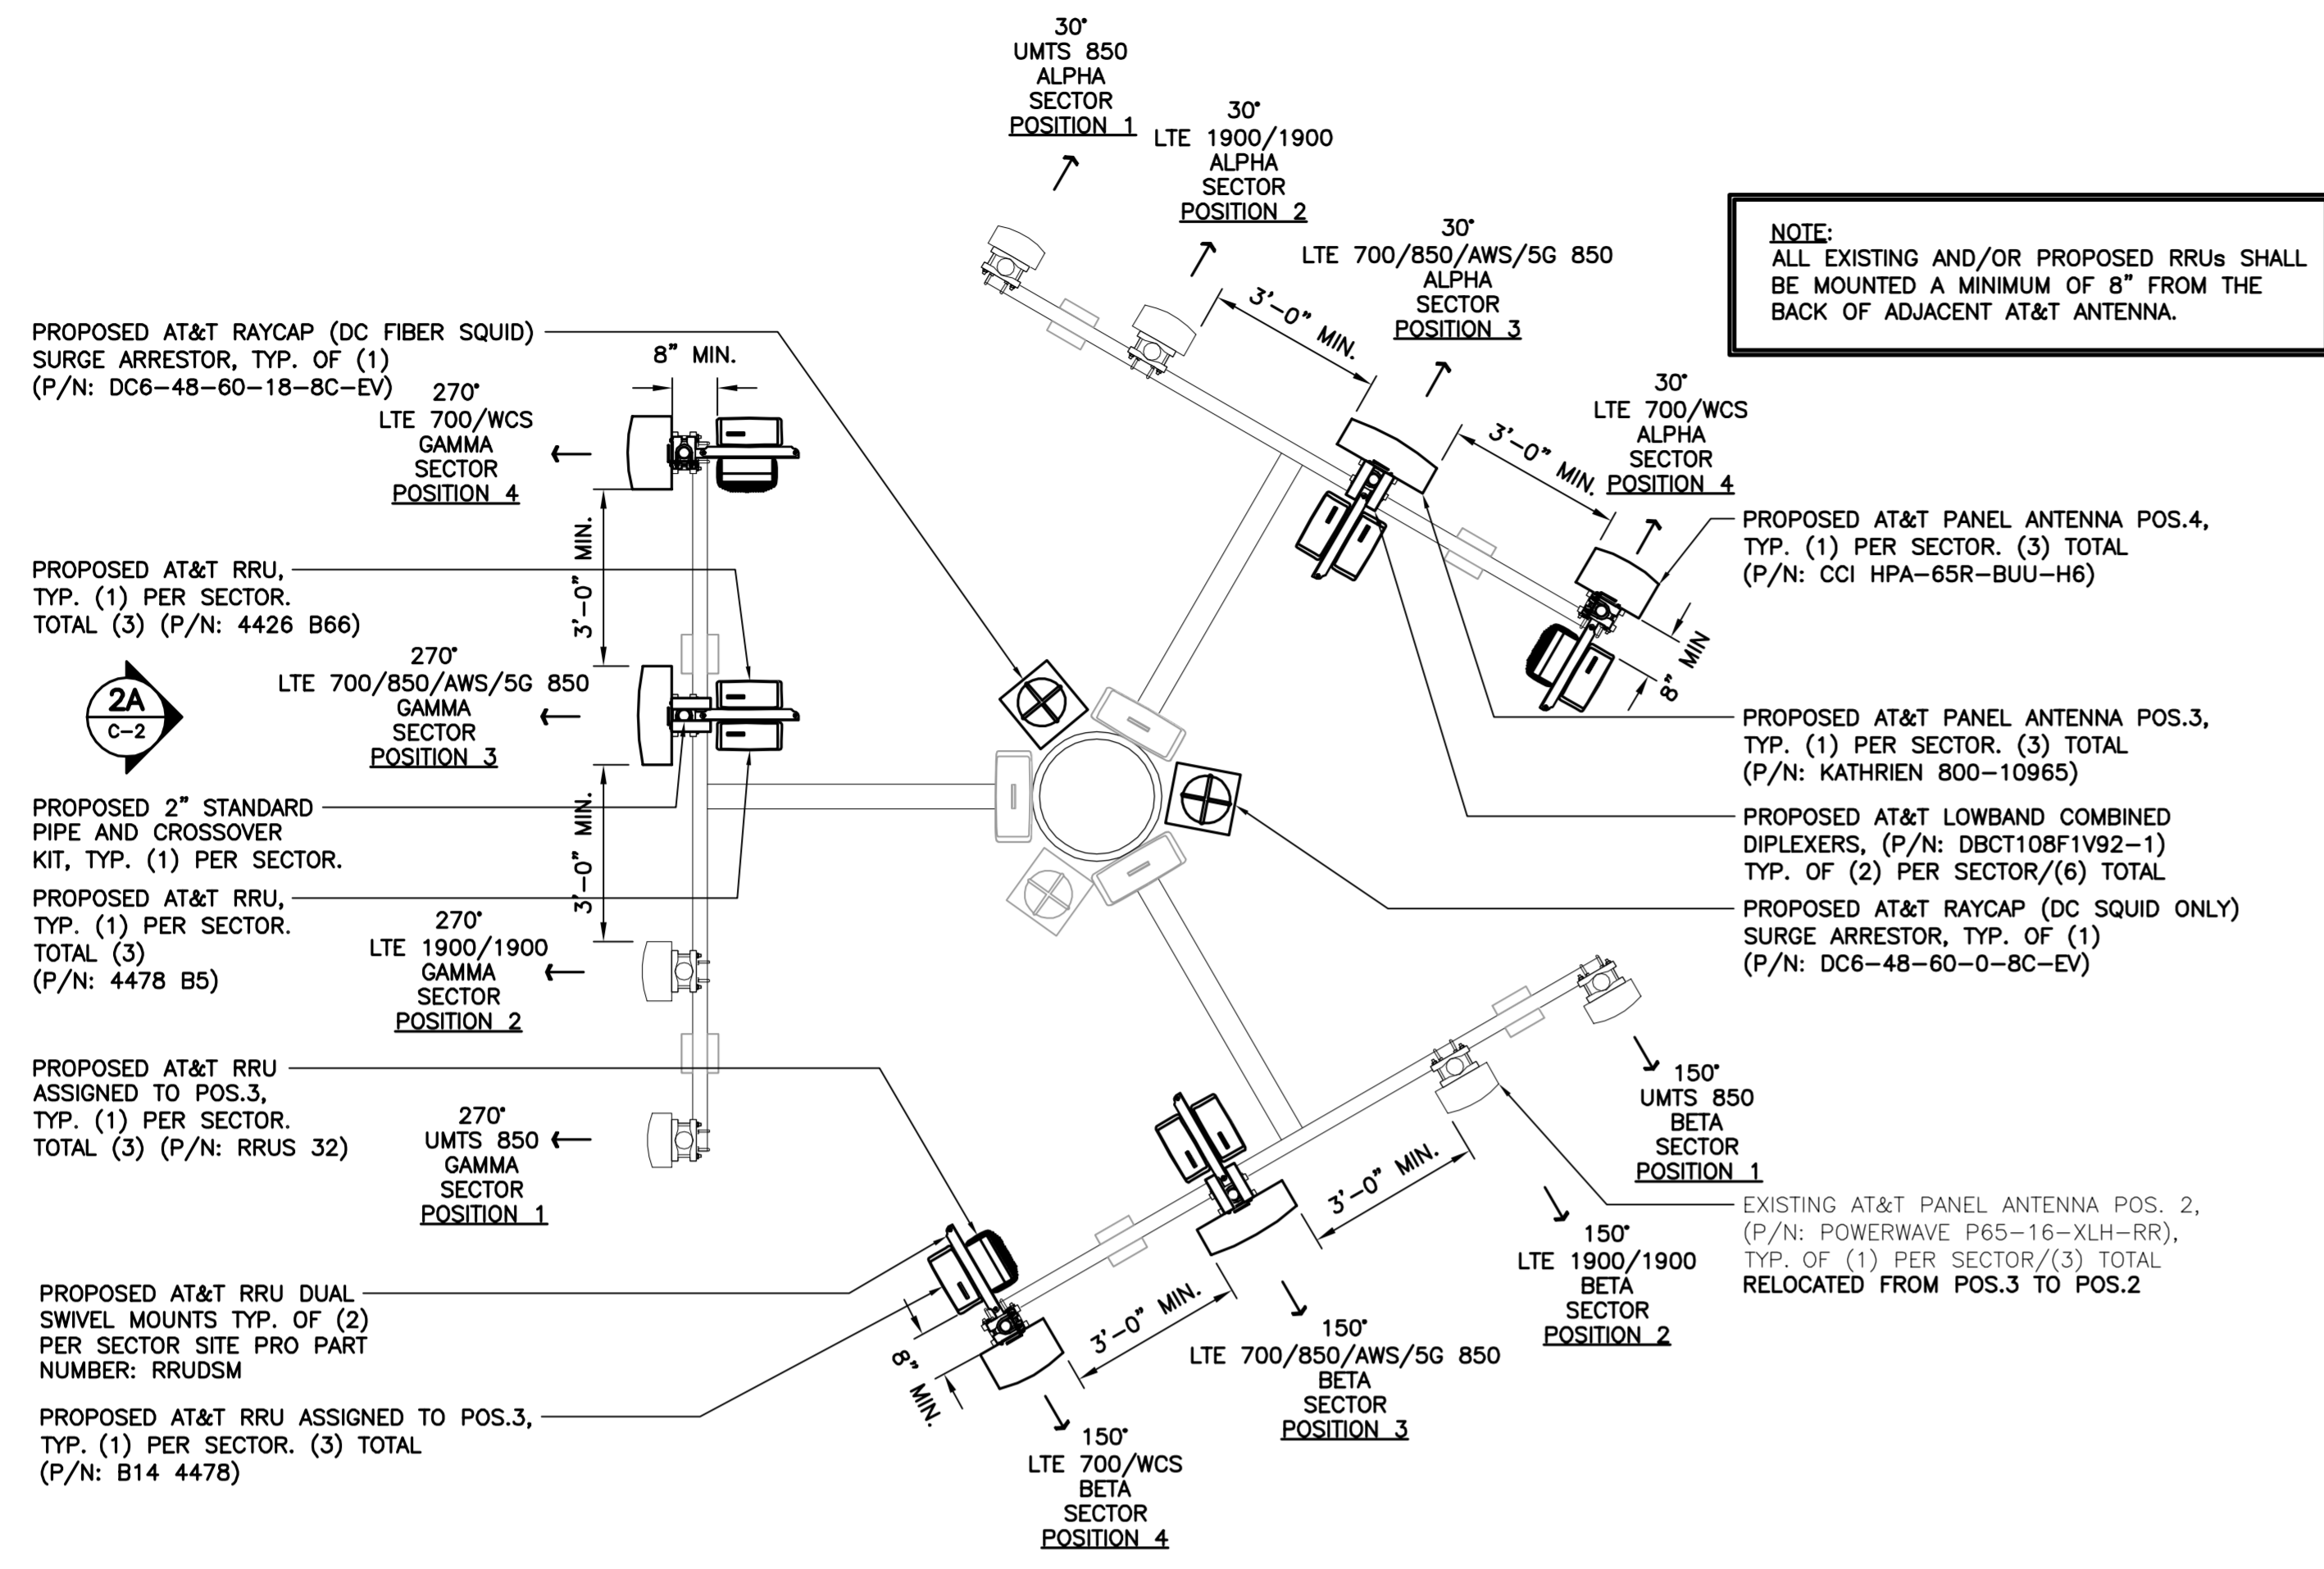 30°
UMTS 850
ALPHA
SECTOR
POSITION 1
30°
LTE 1900/1900
ALPHA
SECTOR
POSITION 2
30°
LTE 700/850/AWS/5G 850
ALPHA
SECTOR
POSITION 3
30°
LTE 700/WCS
ALPHA
SECTOR
POSITION 4
3'-0" MIN.
3'-0" MIN.
8" MIN
NOTE:
ALL EXISTING AND/OR PROPOSED RRUs SHALL
BE MOUNTED A MINIMUM OF 8" FROM THE
BACK OF ADJACENT AT&T ANTENNA.
PROPOSED AT&T RAYCAP (DC FIBER SQUID)
SURGE ARRESTOR, TYP. OF (1)
(P/N: DC6-48-60-18-8C-EV)
8" MIN.
270°
LTE 700/WCS
GAMMA
SECTOR
POSITION 4
3'-0" MIN.
PROPOSED AT&T RRU,
TYP. (1) PER SECTOR.
TOTAL (3) (P/N: 4426 B66)
2A
C-2
270°
LTE 700/850/AWS/5G 850
GAMMA
SECTOR
POSITION 3
3'-0" MIN.
PROPOSED 2" STANDARD
PIPE AND CROSSOVER
KIT, TYP. (1) PER SECTOR.
PROPOSED AT&T RRU,
TYP. (1) PER SECTOR.
TOTAL (3)
(P/N: 4478 B5)
270°
LTE 1900/1900
GAMMA
SECTOR
POSITION 2
PROPOSED AT&T RRU
ASSIGNED TO POS.3,
TYP. (1) PER SECTOR.
TOTAL (3) (P/N: RRUS 32)
270°
UMTS 850
GAMMA
SECTOR
POSITION 1
PROPOSED AT&T RRU DUAL
SWIVEL MOUNTS TYP. OF (2)
PER SECTOR SITE PRO PART
NUMBER: RRUDSM
PROPOSED AT&T RRU ASSIGNED TO POS.3,
TYP. (1) PER SECTOR. (3) TOTAL
(P/N: B14 4478)
PROPOSED AT&T PANEL ANTENNA POS.4,
TYP. (1) PER SECTOR. (3) TOTAL
(P/N: CCI HPA-65R-BUU-H6)
PROPOSED AT&T PANEL ANTENNA POS.3,
TYP. (1) PER SECTOR. (3) TOTAL
(P/N: KATHRIEN 800-10965)
PROPOSED AT&T LOWBAND COMBINED
DIPLEXERS, (P/N: DBCT108F1V92-1)
TYP. OF (2) PER SECTOR/(6) TOTAL
PROPOSED AT&T RAYCAP (DC SQUID ONLY)
SURGE ARRESTOR, TYP. OF (1)
(P/N: DC6-48-60-0-8C-EV)
150°
UMTS 850
BETA
SECTOR
POSITION 1
EXISTING AT&T PANEL ANTENNA POS. 2,
(P/N: POWERWAVE P65-16-XLH-RR),
TYP. OF (1) PER SECTOR/(3) TOTAL
RELOCATED FROM POS.3 TO POS.2
3'-0" MIN.
150°
LTE 1900/1900
BETA
SECTOR
POSITION 2
3'-0" MIN.
150°
LTE 700/850/AWS/5G 850
BETA
SECTOR
POSITION 3
8" MIN.
150°
LTE 700/WCS
BETA
SECTOR
POSITION 4